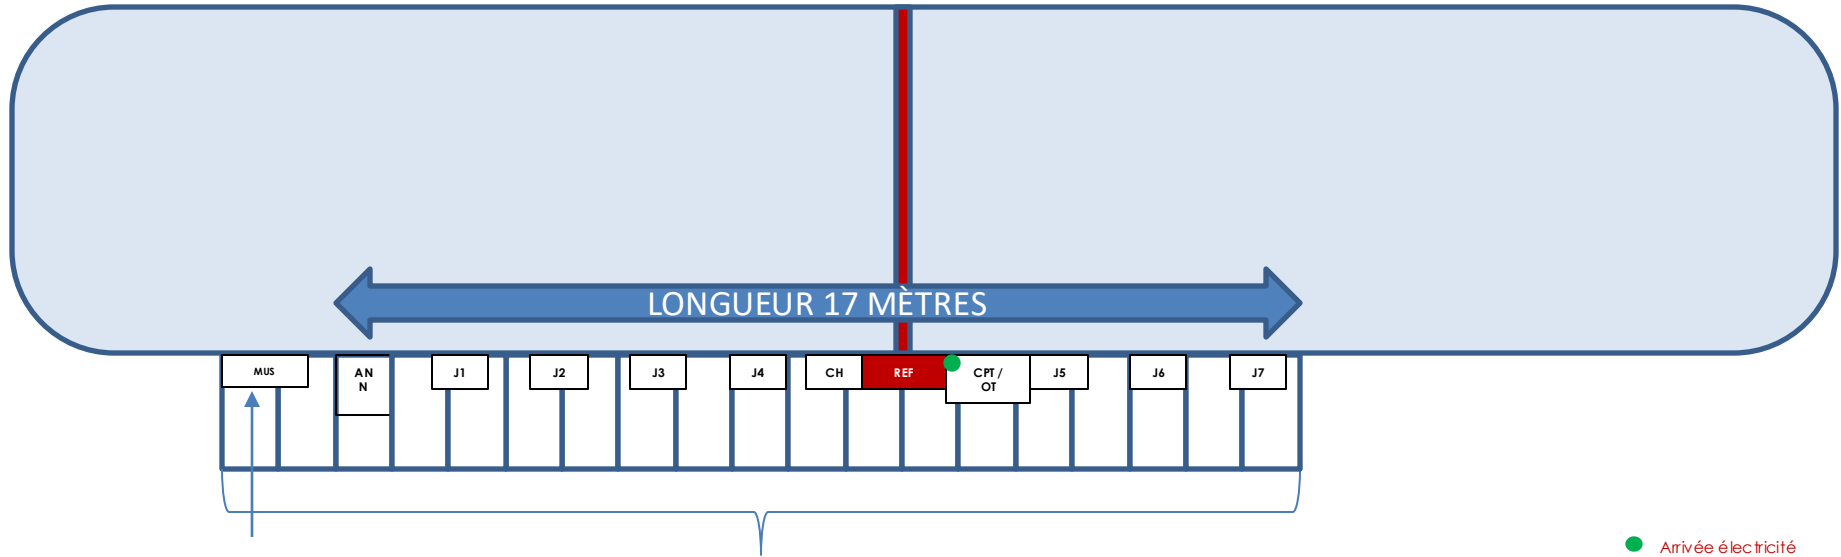 LONGUEUR 17 MÈTRES
MUS
AN
N
J1
J2
J3
J4
CH
REF
CPT /
OT
J5
J6
J7
Arrivée électricité